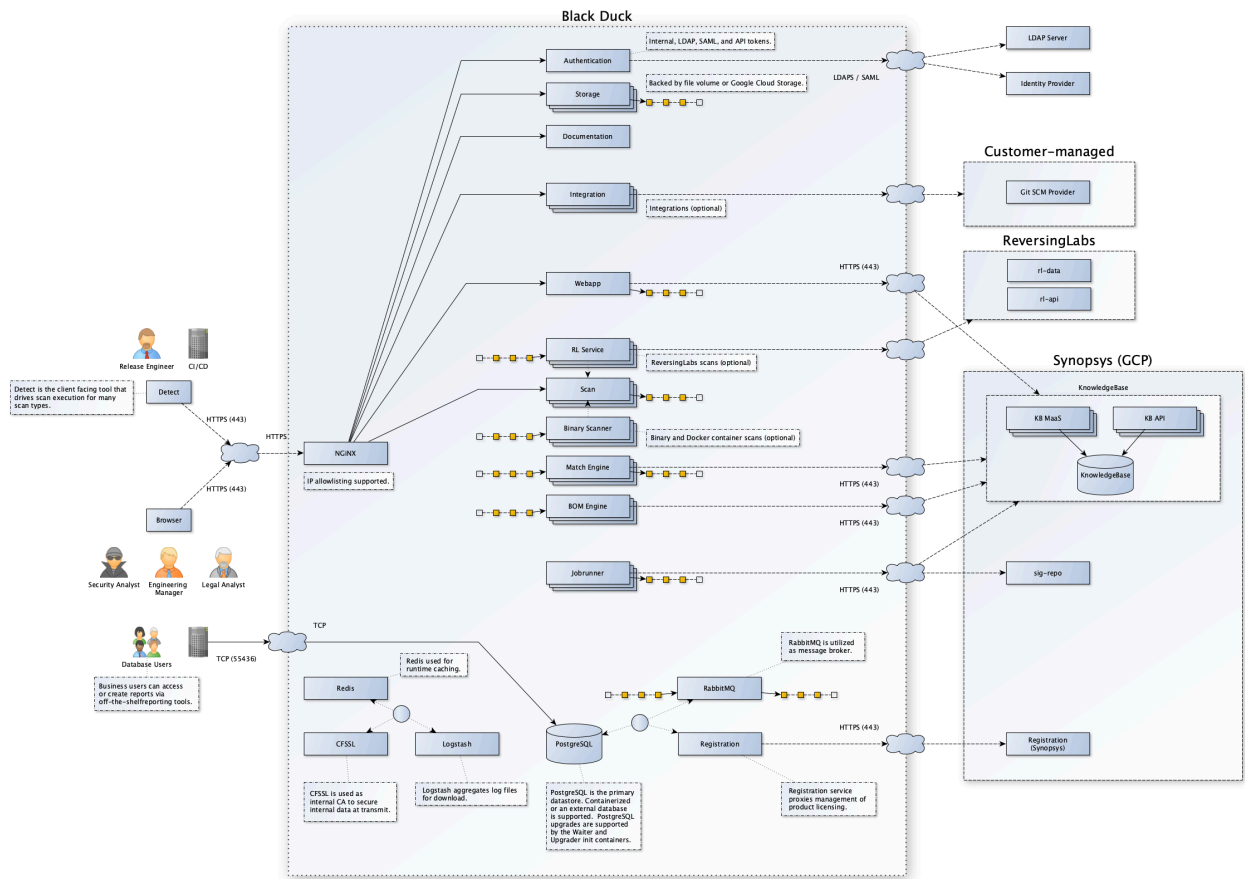 Black Duck
Internal, LDAP, SAML, and API tokens.
Authentication
LDAPS / SAML
LDAP Server
Identity Provider
Backed by file volume or Google Cloud Storage.
Storage
Documentation
Customer-managed
Integration
Integrations (optional)
Git SCM Provider
ReversingLabs
rl-data
rl-api
HTTPS (443)
Webapp
Release Engineer
CI/CD
RL Service
ReversingLabs scans (optional)
Synopsys (GCP)
KnowledgeBase
Detect is the client facing tool that
drives scan execution for many
scan types.
Detect
Scan
HTTPS (443)
KB MaaS
KB API
Binary Scanner
Binary and Docker container scans (optional)
HTTPS
NGiNX
IP allowlisting supported.
Match Engine
HTTPS (443)
KnowledgeBase
HTTPS (443)
BOM Engine
HTTPS (443)
Browser
Security Analyst
Engineering
Manager
Legal Analyst
Jobrunner
HTTPS (443)
sig-repo
TCP
Database Users
TCP (55436)
Business users can access
or create reports via
off-the-shelfreporting tools.
Redis used for
runtime caching.
Redis
RabbitMQ is utilized
as message broker.
RabbitMQ
CFSSL
Logstash
PostgreSQL
Registration
HTTPS (443)
Registration
(Synopsys)
CFSSL is used as
internal CA to secure
internal data at transmit.
Logstash aggregates log files
for download.
PostgreSQL is the primary
datastore. Containerized
or an external database
is supported. PostgreSQL
upgrades are supported
by the Waiter and
Upgrader init containers.
Registration service
proxies management of
product licensing.